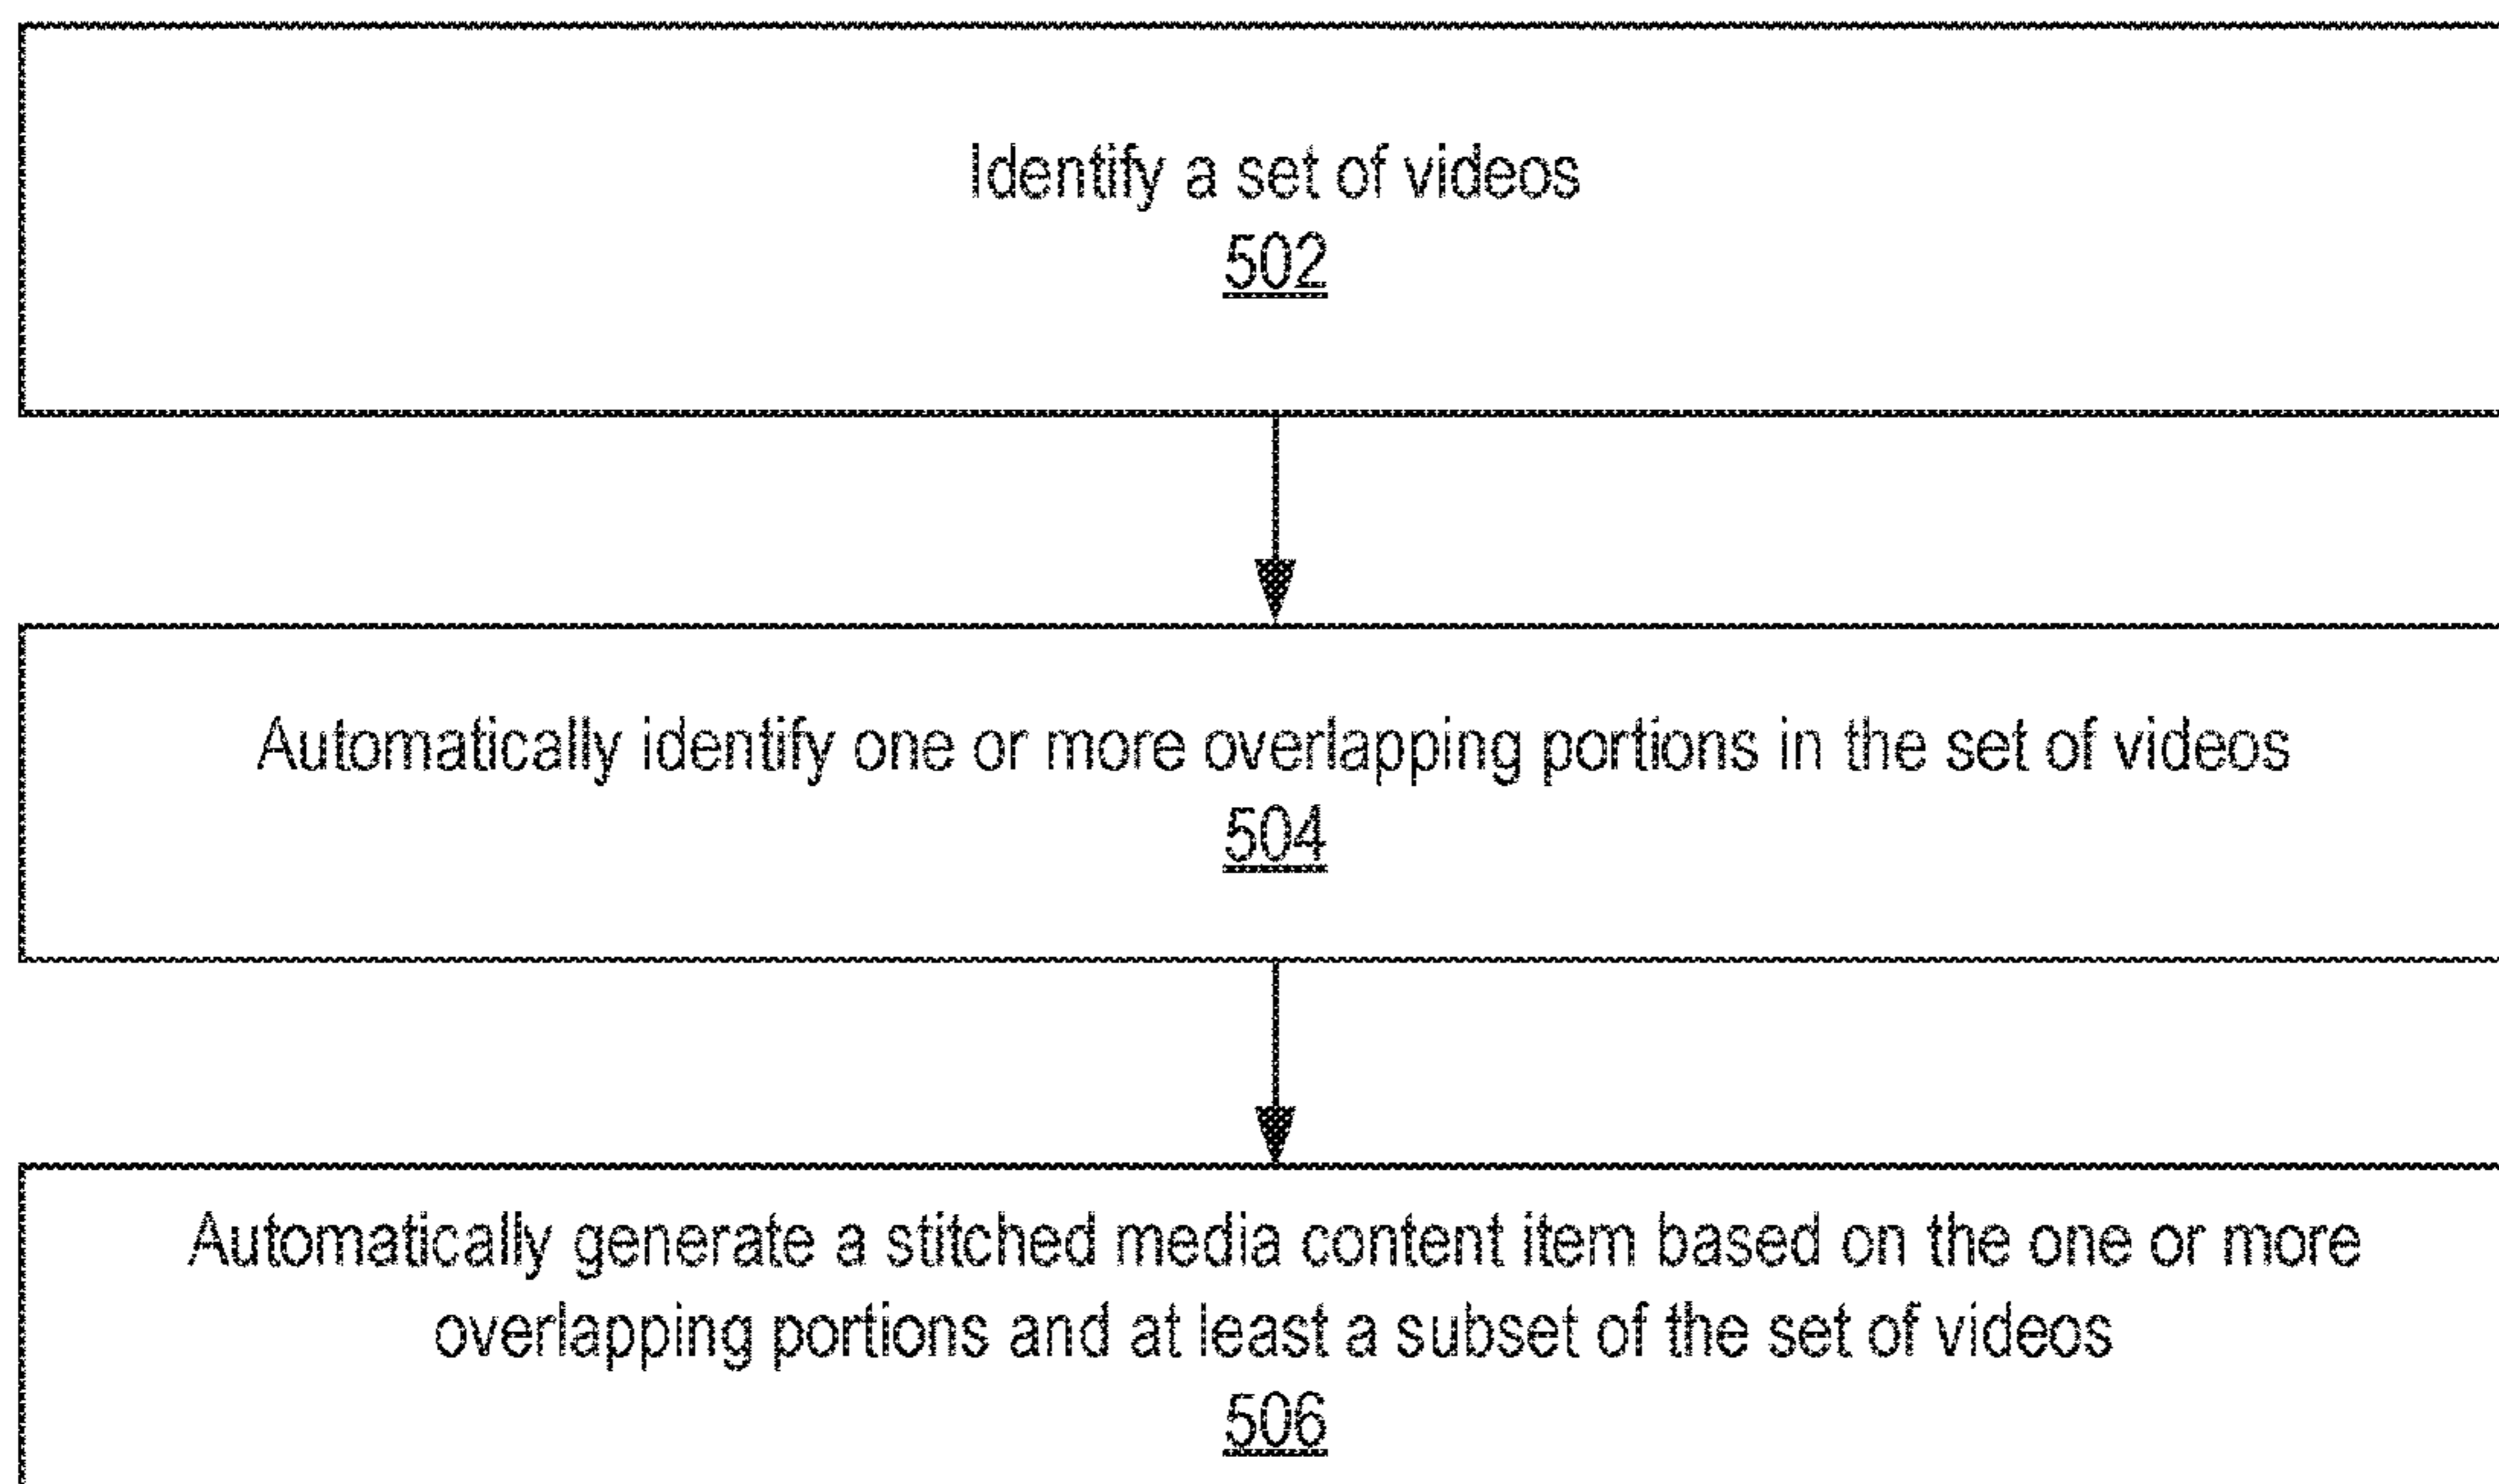 Identify a set of videos
502
Automatically identify one or more overlapping portions in the set of videos
504
Automatically generate a stitched media content item based on the one or more
overlapping portions and at least a subset of the set of videos
506